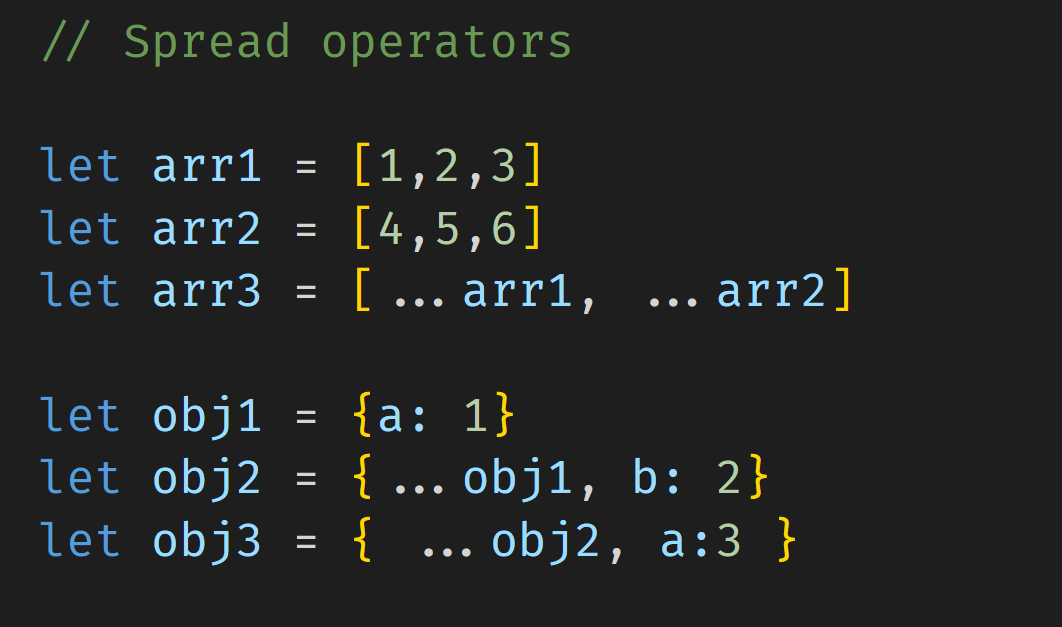 // Spread operators
let arr1 = [1,2,3]
let arr2 = [4,5,6]
let arr3 = [...arr1, ...arr2]
let obj1 = {a: 1}
let obj2 = {...obj1, b: 2}
let obj3 = { ...obj2, a:3 }